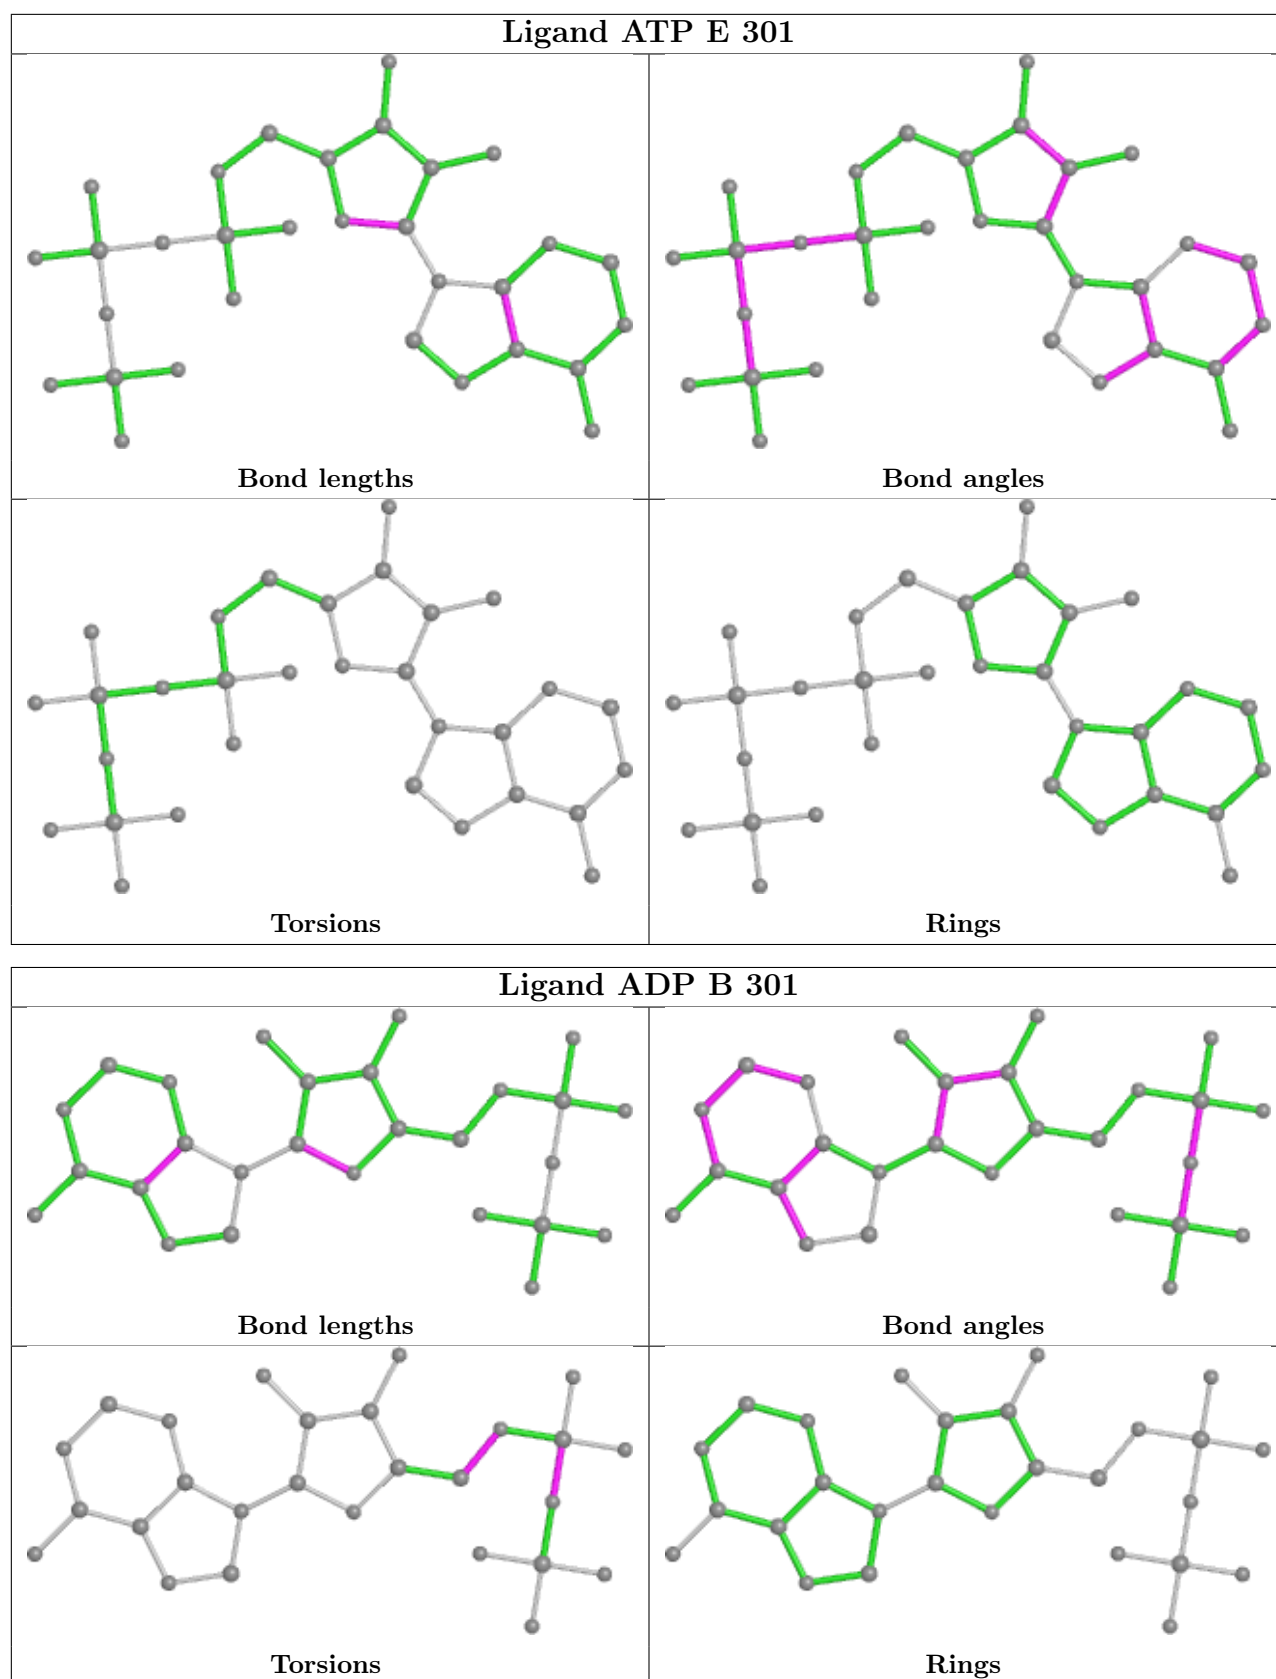 Ligand ATP E 301
Bond lengths
Bond angles
Torsions
Rings
Ligand ADP B 301
Bond lengths
Bond angles
Torsions
Rings